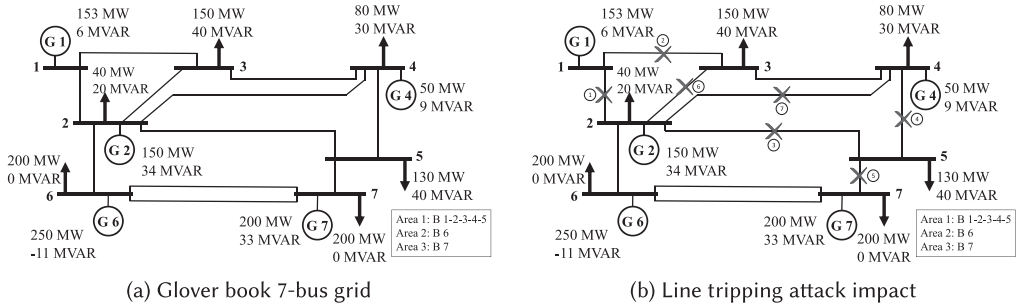 G 1
153 MW
6 MVAR
150 MW
40 MVAR
80 MW
30 MVAR
1
3
4
40 MW
20 MVAR
G 4
50 MW
9 MVAR
2
G 2
150 MW
34 MVAR
5
200 MW
0 MVAR
130 MW
40 MVAR
6
7
G 6
200 MW
33 MVAR
G 7
250 MW
-11 MVAR
200 MW
0 MVAR
Area 1: B 1-2-3-4-5
Area 2: B 6
Area 3: B 7
(a) Glover book 7-bus grid
G 1
153 MW
6 MVAR
150 MW
40 MVAR
80 MW
30 MVAR
2
1
3
4
40 MW
20 MVAR
6
G 4
50 MW
9 MVAR
1
7
2
4
3
G 2
150 MW
34 MVAR
5
200 MW
0 MVAR
5
130 MW
40 MVAR
6
7
G 6
200 MW
33 MVAR
G 7
250 MW
-11 MVAR
200 MW
0 MVAR
Area 1: B 1-2-3-4-5
Area 2: B 6
Area 3: B 7
(b) Line tripping attack impact